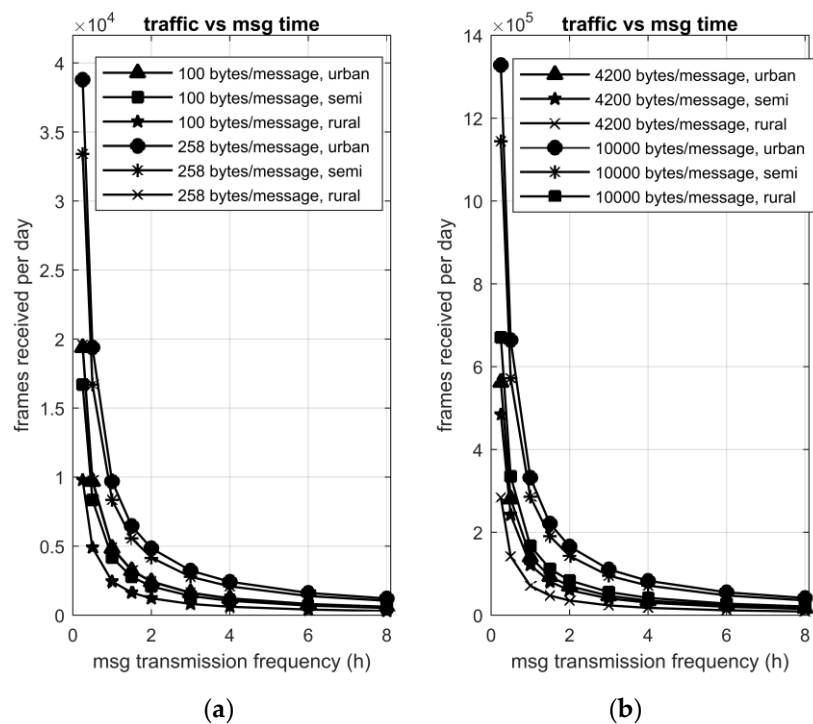 ×10⁴
traffic vs msg time
4
3.5
3
2.5
2
1.5
1
0.5
0
0
2
4
6
8
frames received per day
msg transmission frequency (h)
100 bytes/message, urban
100 bytes/message, semi
100 bytes/message, rural
258 bytes/message, urban
258 bytes/message, semi
258 bytes/message, rural
(a)
×10⁵
traffic vs msg time
14
12
10
8
6
4
2
0
0
2
4
6
8
frames received per day
msg transmission frequency (h)
4200 bytes/message, urban
4200 bytes/message, semi
4200 bytes/message, rural
10000 bytes/message, urban
10000 bytes/message, semi
10000 bytes/message, rural
(b)